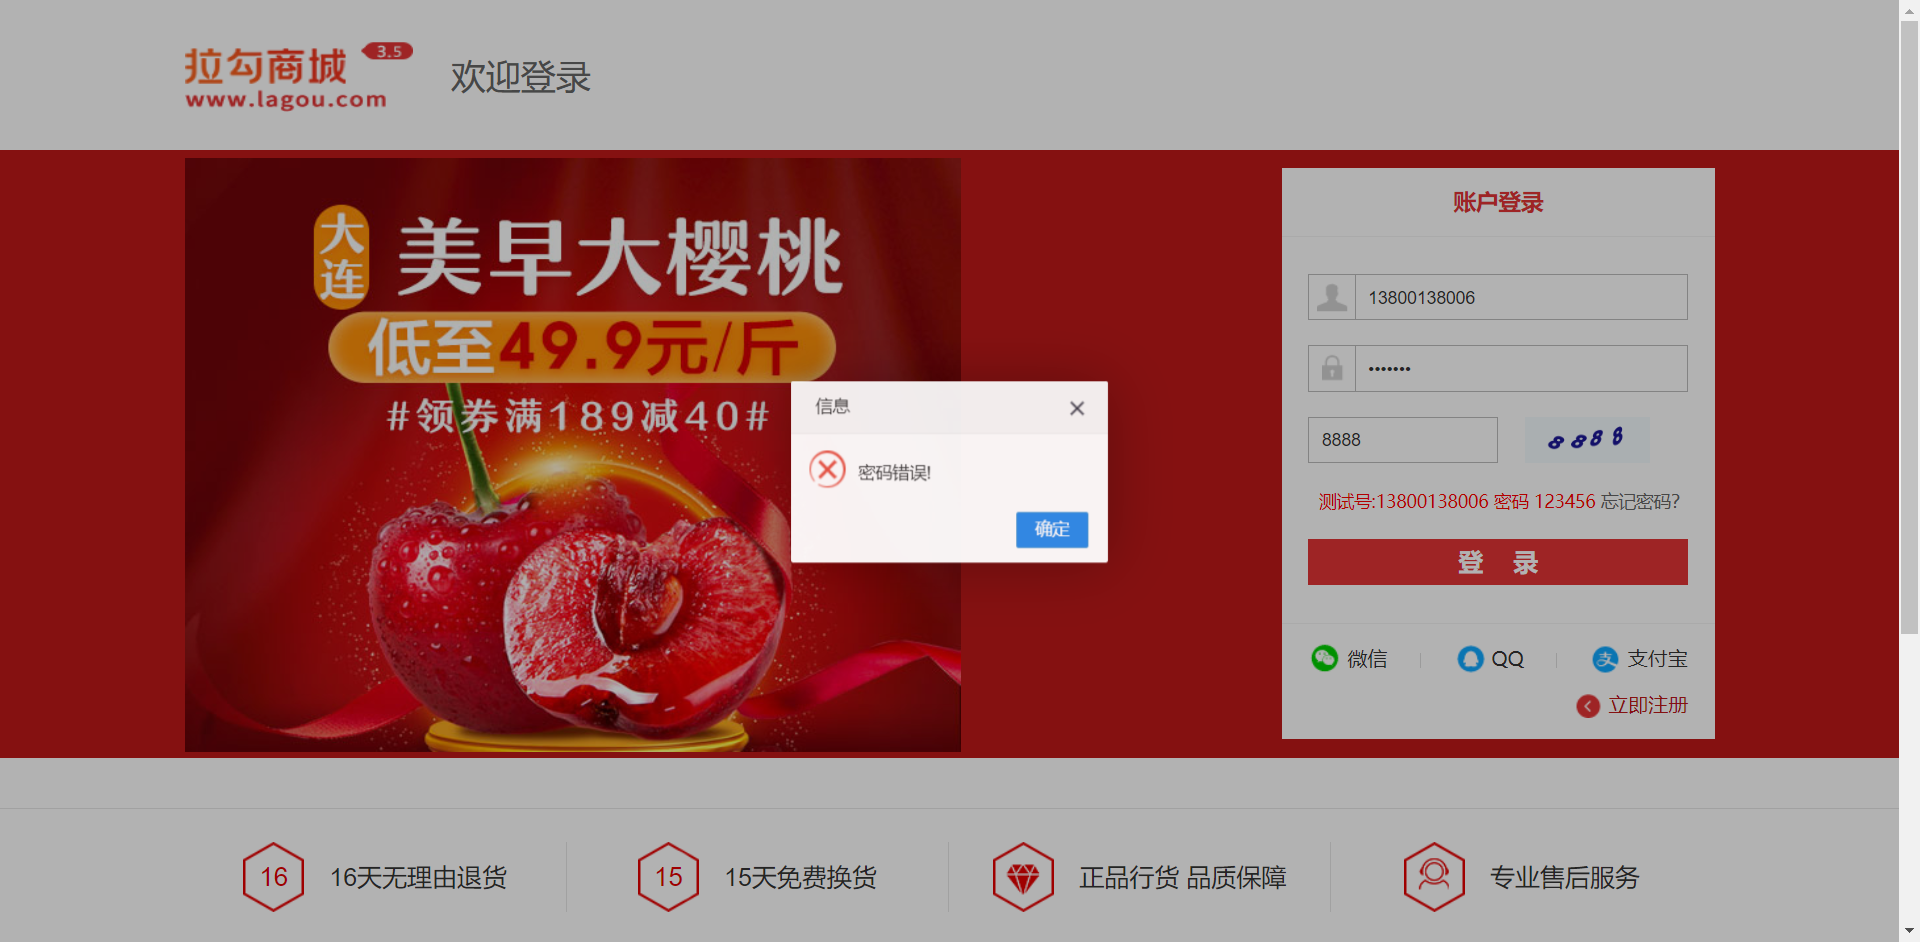 拉勾商城 3.5
www.lagou.com
欢迎登录
大连
美早大樱桃
低至49.9元/斤
#领券满189减40#
信息
密码错误!
确定
账户登录
13800138006
•••••••
8888
8888
测试号:13800138006 密码 123456 忘记密码?
登 录
微信
QQ
支付宝
立即注册
16 16天无理由退货
15 15天免费换货
正品行货 品质保障
专业售后服务